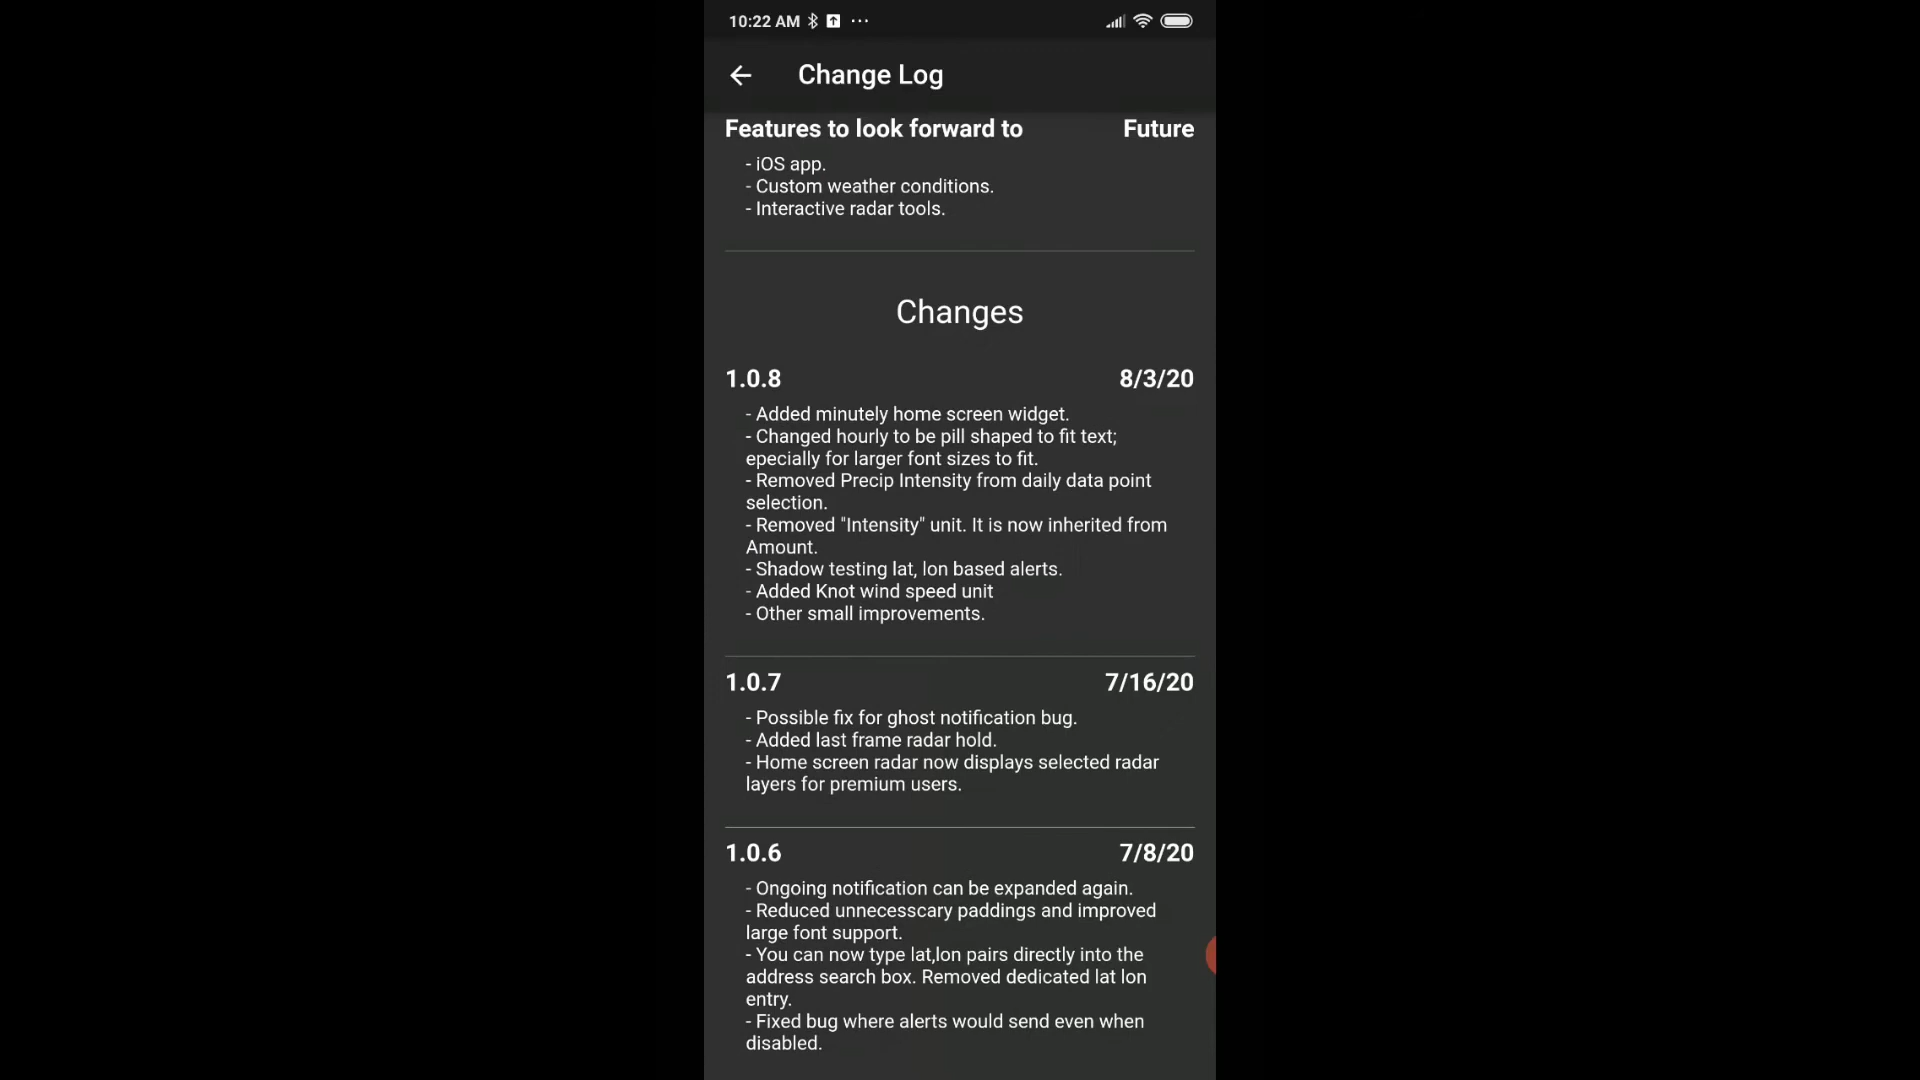 10:22 AM
Change Log
Features to look forward to Future
- iOS app.
- Custom weather conditions.
- Interactive radar tools.
Changes
1.0.8 8/3/20
- Added minutely home screen widget.
- Changed hourly to be pill shaped to fit text;
epecially for larger font sizes to fit.
- Removed Precip Intensity from daily data point
selection.
- Removed "Intensity" unit. It is now inherited from
Amount.
- Shadow testing lat, lon based alerts.
- Added Knot wind speed unit
- Other small improvements.
1.0.7 7/16/20
- Possible fix for ghost notification bug.
- Added last frame radar hold.
- Home screen radar now displays selected radar
layers for premium users.
1.0.6 7/8/20
- Ongoing notification can be expanded again.
- Reduced unnecesscary paddings and improved
large font support.
- You can now type lat,lon pairs directly into the
address search box. Removed dedicated lat lon
entry.
- Fixed bug where alerts would send even when
disabled.